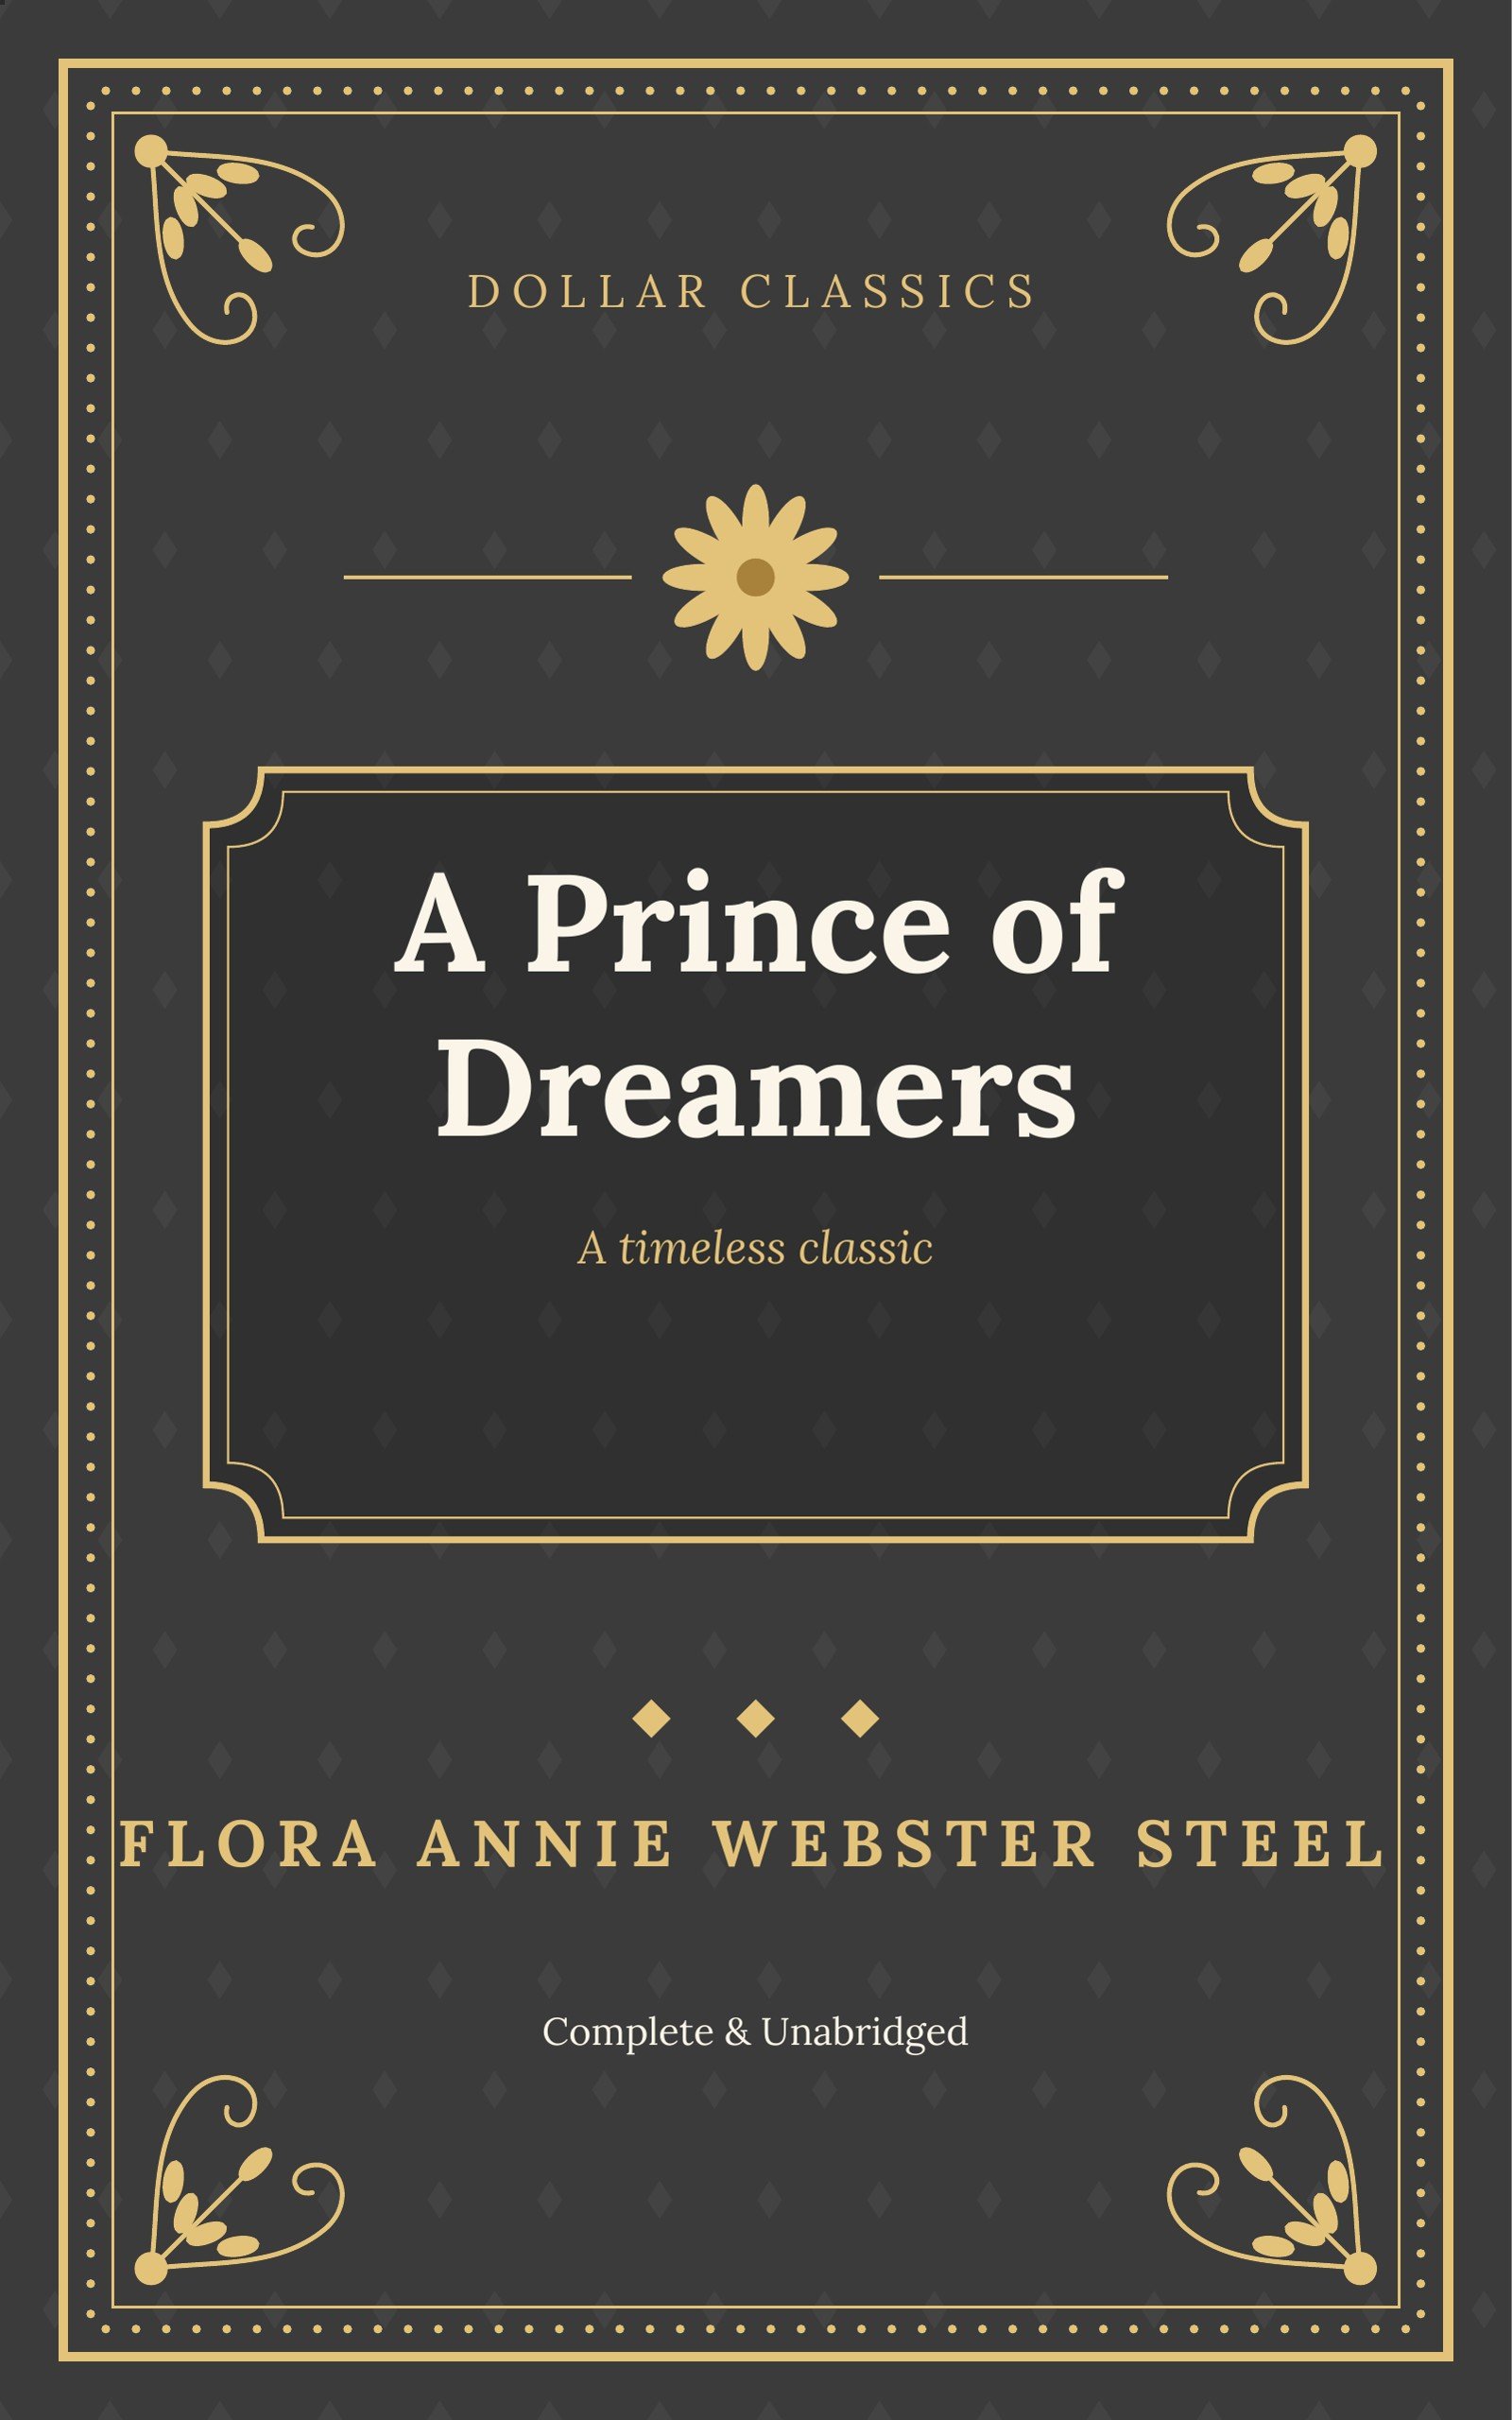 DOLLAR CLASSICS
A Prince of
Dreamers
A timeless classic
FLORA ANNIE WEBSTER STEEL
Complete & Unabridged